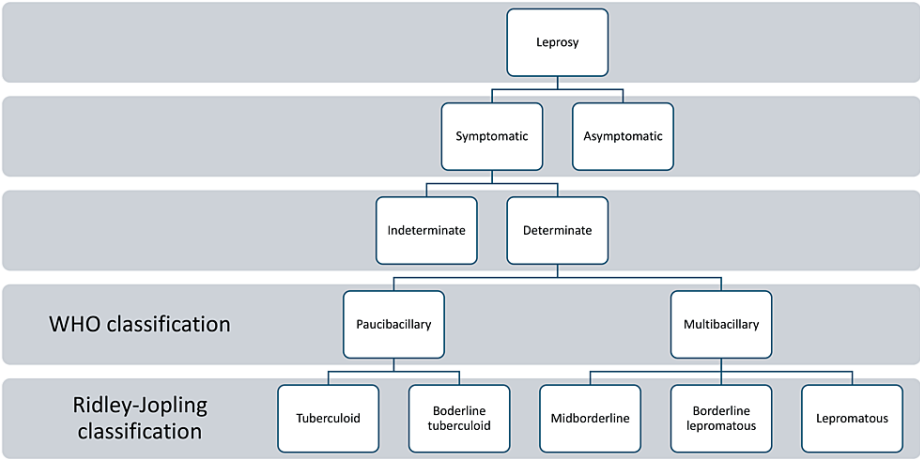 Leprosy
Symptomatic
Asymptomatic
Indeterminate
Determinate
WHO classification
Paucibacillary
Multibacillary
Ridley-Jopling
classification
Tuberculoid
Boderline
tuberculoid
Midborderline
Borderline
lepromatous
Lepromatous